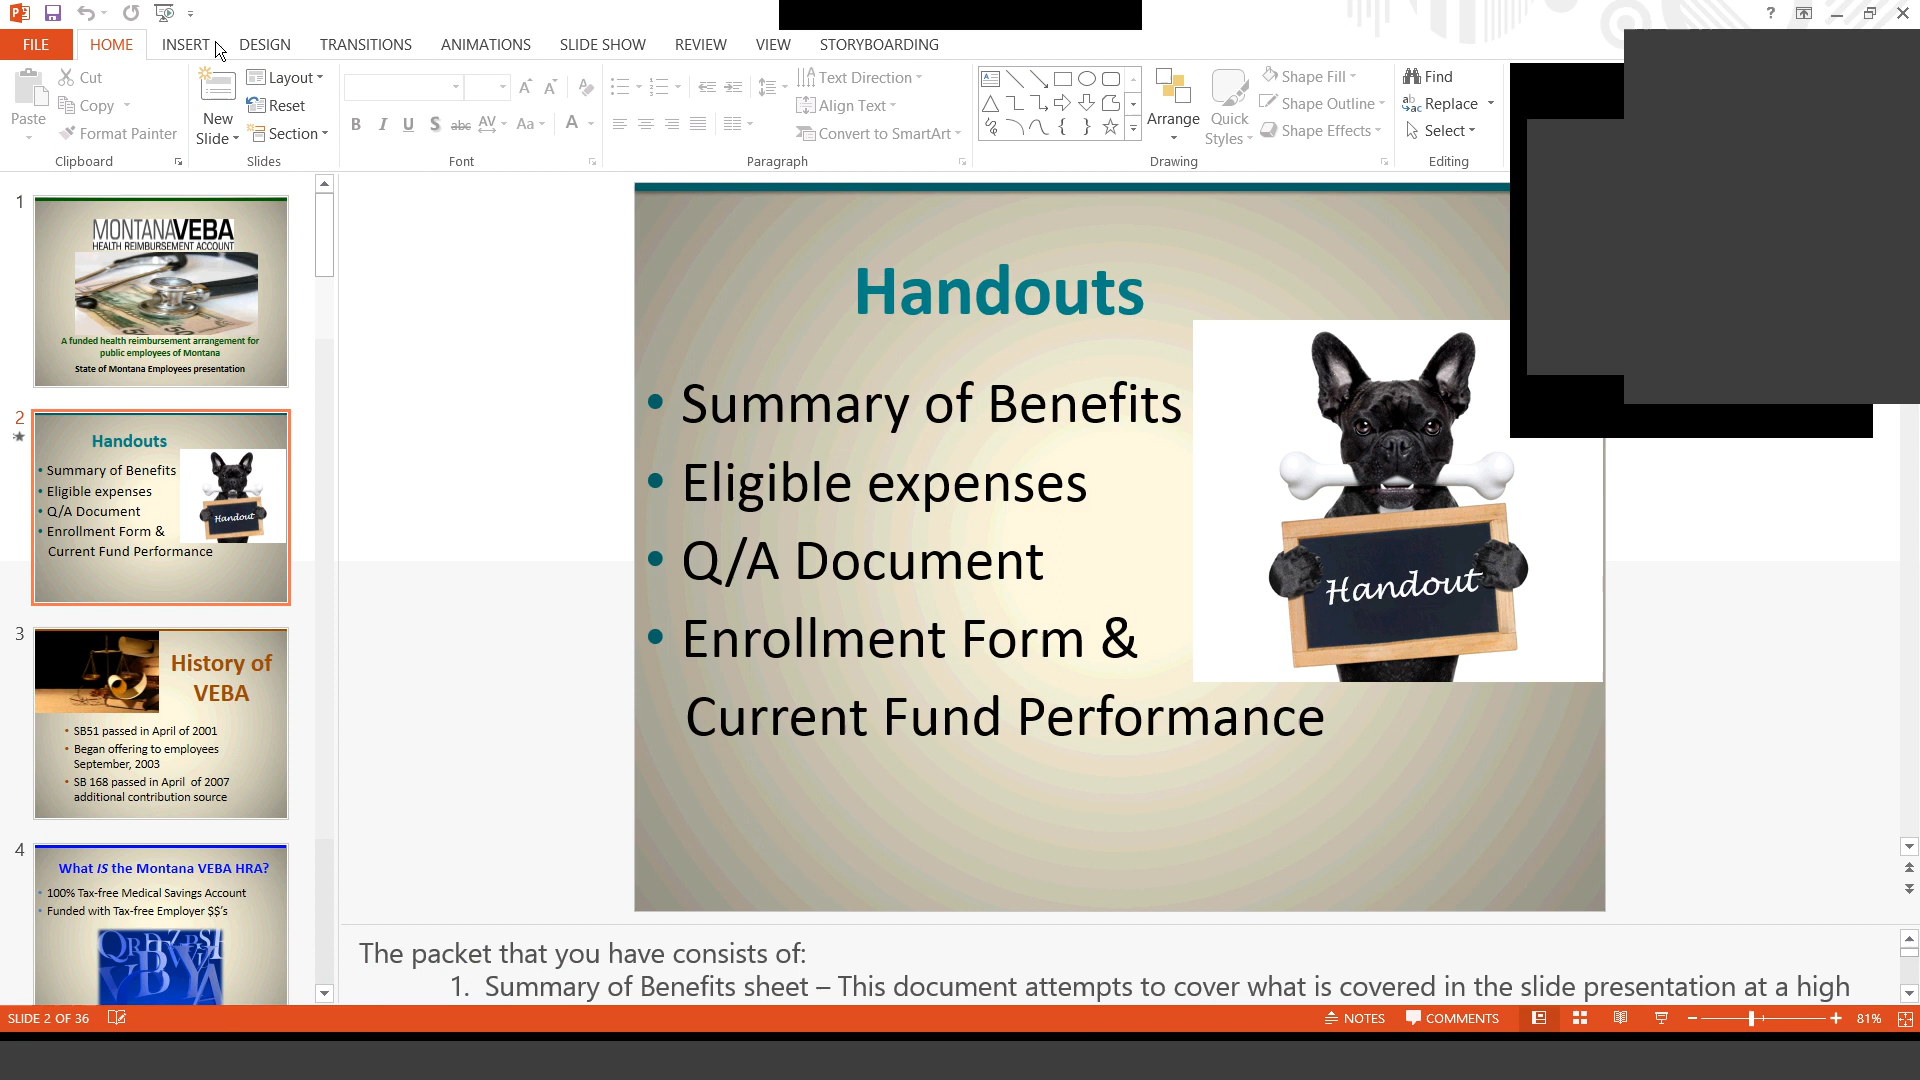 FILE
HOME
INSERT
DESIGN
TRANSITIONS
ANIMATIONS
SLIDE SHOW
REVIEW
VIEW
STORYBOARDING
Paste
Cut
Copy
Format Painter
Clipboard
New
Slide
Layout
Reset
Section
Slides
Font
Text Direction
Align Text
Convert to SmartArt
Paragraph
Arrange
Quick
Styles
Shape Fill
Shape Outline
Shape Effects
Drawing
Find
Replace
Select
Editing
1
MONTANAVEBA
HEALTH REIMBURSEMENT ACCOUNT
A funded health reimbursement arrangement for
public employees of Montana
State of Montana Employees presentation
2
Handouts
• Summary of Benefits
• Eligible expenses
• Q/A Document
• Enrollment Form &
Current Fund Performance
Handout
3
History of
VEBA
• SB51 passed in April of 2001
• Began offering to employees
September, 2003
• SB 168 passed in April of 2007
additional contribution source
4
What IS the Montana VEBA HRA?
• 100% Tax-free Medical Savings Account
• Funded with Tax-free Employer $$'s
Handouts
• Summary of Benefits
• Eligible expenses
• Q/A Document
• Enrollment Form &
Current Fund Performance
Handout
The packet that you have consists of:
1. Summary of Benefits sheet – This document attempts to cover what is covered in the slide presentation at a high
SLIDE 2 OF 36
NOTES
COMMENTS
81%